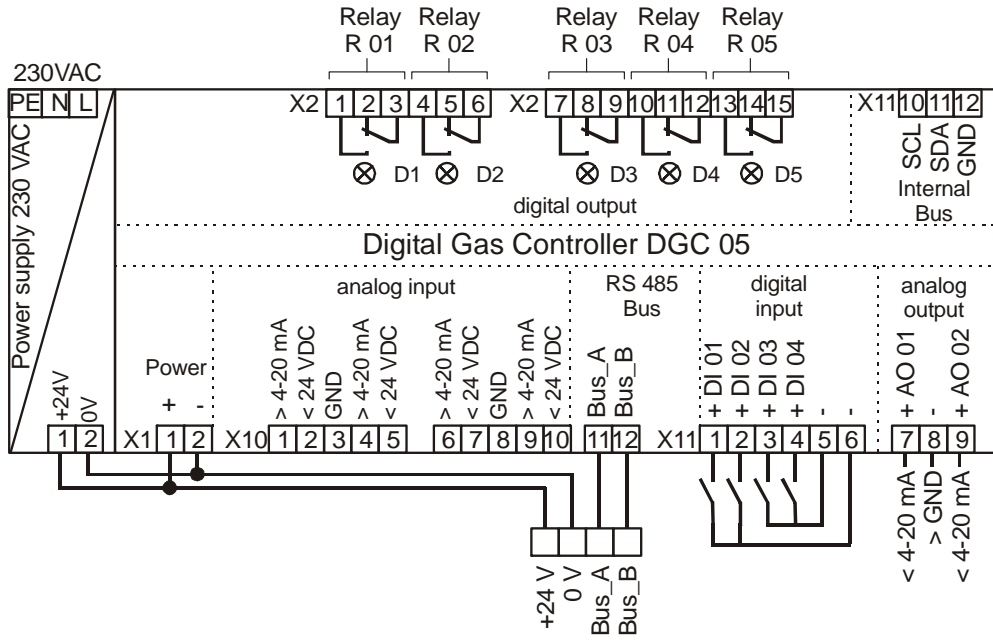 Relay Relay Relay Relay Relay
R 01 R 02 R 03 R 04 R 05
230VAC
PE N L X2 1 2 3 4 5 6 X2 7 8 9 10 11 12 13 14 15 X11 10 11 12
SCL SDA GND
D1 D2 D3 D4 D5
Internal
Bus
digital output
Power supply 230 VAC
Digital Gas Controller DGC 05
analog input
RS 485
Bus
digital
input
analog
output
Power
+24V
0V
+ -
> 4-20 mA
< 24 VDC
GND
> 4-20 mA
< 24 VDC
> 4-20 mA
< 24 VDC
GND
> 4-20 mA
< 24 VDC
Bus_A
Bus_B
+ DI 01
+ DI 02
+ DI 03
+ DI 04
-
-
+ AO 01
-
+ AO 02
1 2 X1 1 2 X10 1 2 3 4 5 6 7 8 9 10 11 12 X11 1 2 3 4 5 6 7 8 9
< 4-20 mA
> GND
< 4-20 mA
+24 V
0 V
Bus_A
Bus_B